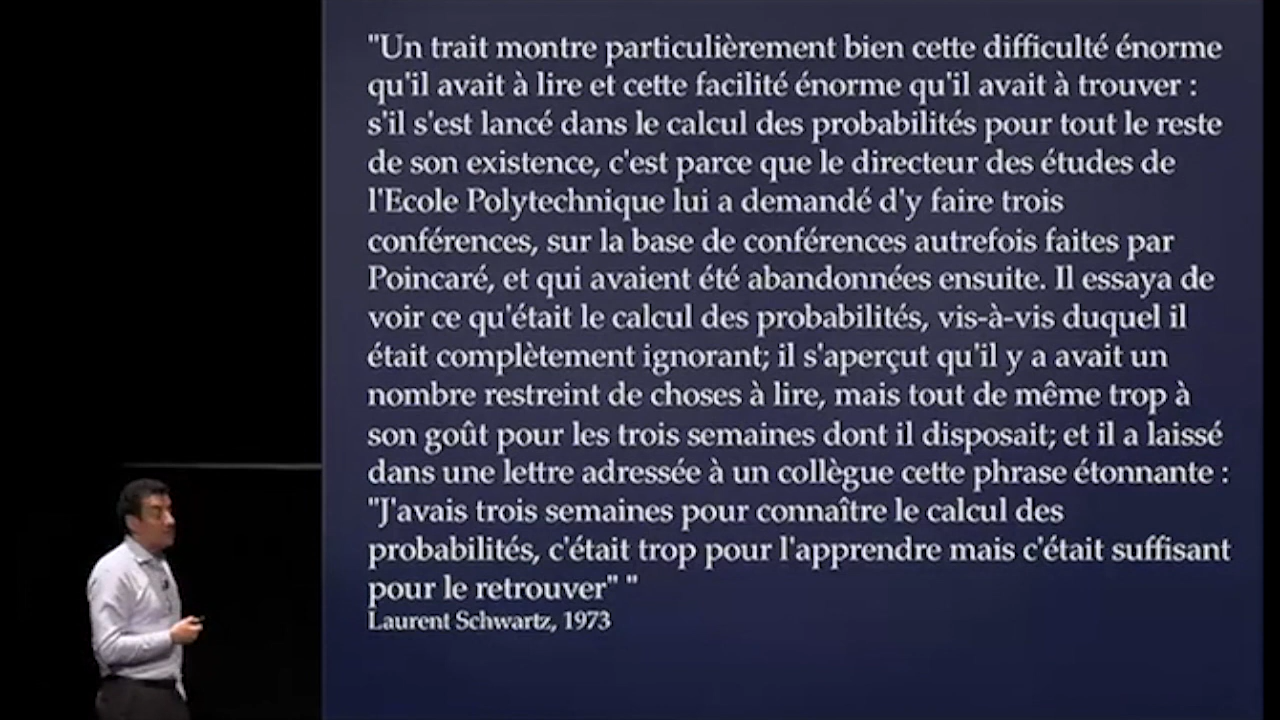 "Un trait montre particulièrement bien cette difficulté énorme
qu'il avait à lire et cette facilité énorme qu'il avait à trouver :
s'il s'est lancé dans le calcul des probabilités pour tout le reste
de son existence, c'est parce que le directeur des études de
l'Ecole Polytechnique lui a demandé d'y faire trois
conférences, sur la base de conférences autrefois faites par
Poincaré, et qui avaient été abandonnées ensuite. Il essaya de
voir ce qu'était le calcul des probabilités, vis-à-vis duquel il
était complètement ignorant; il s'aperçut qu'il y a avait un
nombre restreint de choses à lire, mais tout de même trop à
son goût pour les trois semaines dont il disposait; et il a laissé
dans une lettre adressée à un collègue cette phrase étonnante :
"J'avais trois semaines pour connaître le calcul des
probabilités, c'était trop pour l'apprendre mais c'était suffisant
pour le retrouver" "
Laurent Schwartz, 1973